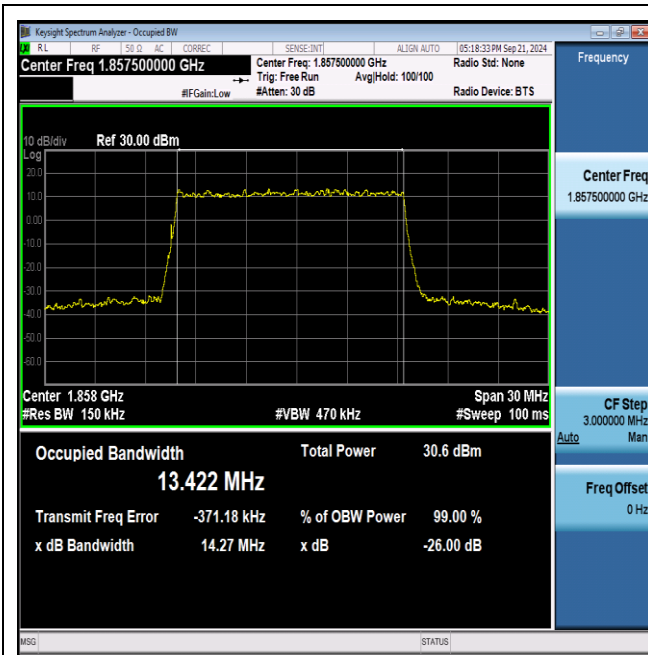 Keysight Spectrum Analyzer - Occupied BW
RL RF 50 Ω AC CORREC SENSE:INT ALIGN AUTO 05:18:33 PM Sep 21, 2024
Center Freq 1.857500000 GHz
Center Freq: 1.857500000 GHz
Radio Std: None
Trig: Free Run Avg|Hold: 100/100
#IFGain:Low #Atten: 30 dB Radio Device: BTS
10 dB/div Ref 30.00 dBm
Log
20.0
10.0
0.00
-10.0
-20.0
-30.0
-40.0
-50.0
-60.0
Center 1.858 GHz Span 30 MHz
#Res BW 150 kHz #VBW 470 kHz #Sweep 100 ms
Occupied Bandwidth Total Power 30.6 dBm
13.422 MHz
Transmit Freq Error -371.18 kHz % of OBW Power 99.00 %
x dB Bandwidth 14.27 MHz x dB -26.00 dB
MSG STATUS
Frequency
Center Freq
1.857500000 GHz
CF Step
3.000000 MHz
Auto Man
Freq Offset
0 Hz